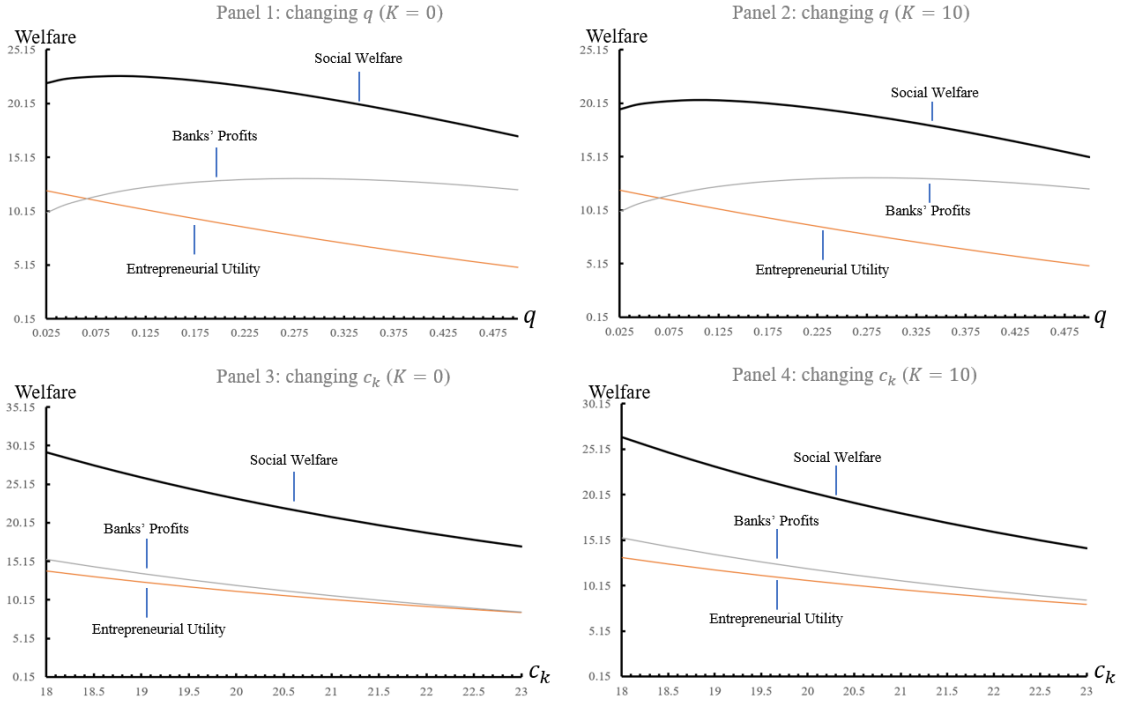 Panel 1: changing q (K = 0)
Welfare
25.15
20.15
15.15
10.15
5.15
0.15
Social Welfare
Banks' Profits
Entrepreneurial Utility
0.025 0.075 0.125 0.175 0.225 0.275 0.325 0.375 0.425 0.475
q
Panel 2: changing q (K = 10)
Welfare
25.15
20.15
15.15
10.15
5.15
0.15
Social Welfare
Banks' Profits
Entrepreneurial Utility
0.025 0.075 0.125 0.175 0.225 0.275 0.325 0.375 0.425 0.475
q
Panel 3: changing cₖ (K = 0)
Welfare
35.15
30.15
25.15
20.15
15.15
10.15
5.15
0.15
Social Welfare
Banks' Profits
Entrepreneurial Utility
18 18.5 19 19.5 20 20.5 21 21.5 22 22.5 23
cₖ
Panel 4: changing cₖ (K = 10)
Welfare
30.15
25.15
20.15
15.15
10.15
5.15
0.15
Social Welfare
Banks' Profits
Entrepreneurial Utility
18 18.5 19 19.5 20 20.5 21 21.5 22 22.5 23
cₖ